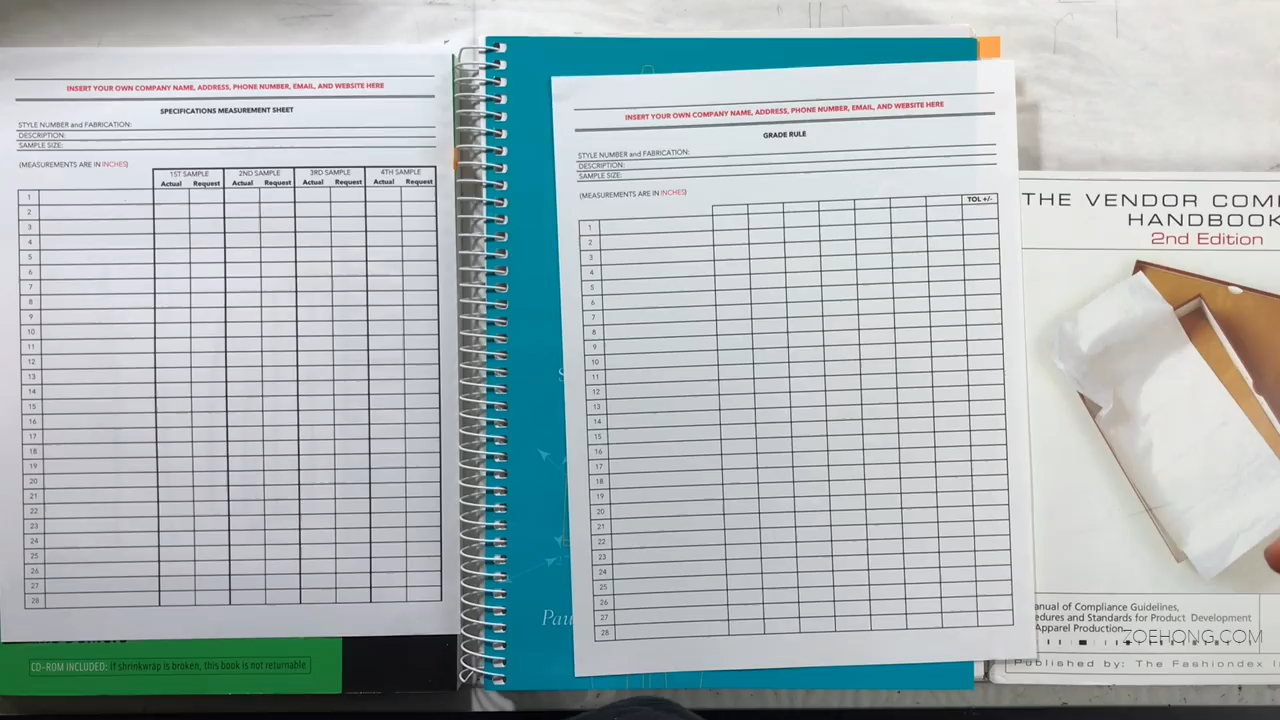 INSERT YOUR OWN COMPANY NAME, ADDRESS, PHONE NUMBER, EMAIL, AND WEBSITE HERE
SPECIFICATIONS MEASUREMENT SHEET
STYLE NUMBER and FABRICATION:
DESCRIPTION:
SAMPLE SIZE:
(MEASUREMENTS ARE IN INCHES)
1ST SAMPLE 2ND SAMPLE 3RD SAMPLE 4TH SAMPLE
Actual Request Actual Request Actual Request Actual Request
1
2
3
4
5
6
7
8
9
10
11
12
13
14
15
16
17
18
19
20
21
22
23
24
25
26
27
28
CD-ROM INCLUDED: If shrinkwrap is broken, this book is not returnable
INSERT YOUR OWN COMPANY NAME, ADDRESS, PHONE NUMBER, EMAIL, AND WEBSITE HERE
GRADE RULE
STYLE NUMBER and FABRICATION:
DESCRIPTION:
SAMPLE SIZE:
(MEASUREMENTS ARE IN INCHES)
TOL +/-
1
2
3
4
5
6
7
8
9
10
11
12
13
14
15
16
17
18
19
20
21
22
23
24
25
26
27
28
THE VENDOR COM
HANDBOOK
2nd Edition
anual of Compliance Guidelines,
edures and Standards for Product Development
Apparel Production
ZOEHONG.COM
Published by: The Fashiondex I